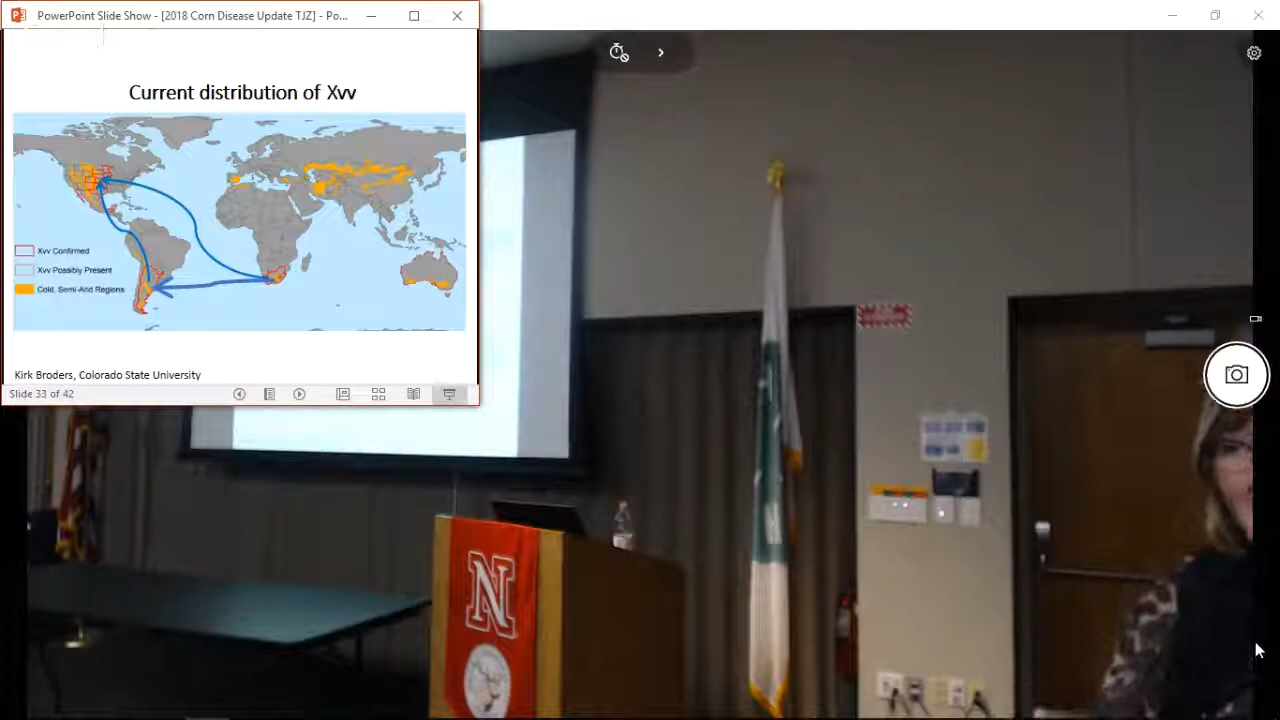 PowerPoint Slide Show - [2018 Corn Disease Update TJZ] - Po...
Current distribution of Xvv
Xvv Confirmed
Xvv Possibly Present
Cold, Semi-Arid Regions
Kirk Broders, Colorado State University
Slide 33 of 42
N